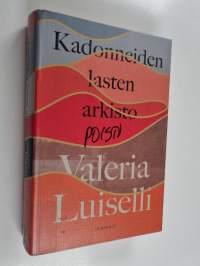 Kadonneiden
lasten
arkisto
POISTO
Valeria
Luiselli